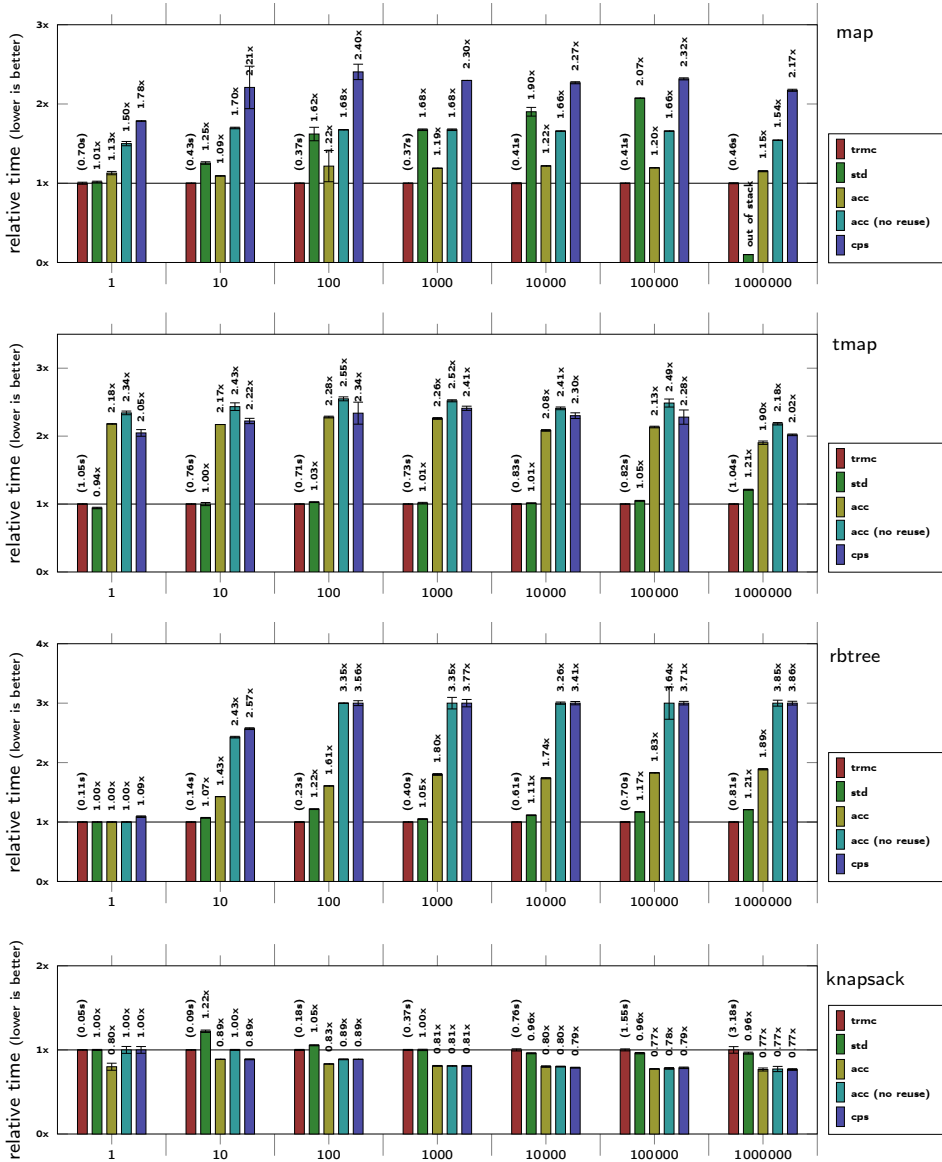 map
relative time (lower is better)
3x
2x
1x
0x
(0.70s) 1.01x 1.13x 1.50x 1.78x
(0.43s) 1.25x 1.09x 1.70x 2.21x
(0.37s) 1.62x 1.22x 1.68x 2.40x
(0.37s) 1.68x 1.19x 1.68x 2.30x
(0.41s) 1.90x 1.22x 1.66x 2.27x
(0.41s) 2.07x 1.20x 1.66x 2.32x
(0.46s) out of stack 1.15x 1.54x 2.17x
1 10 100 1000 10000 100000 1000000
trmc
std
acc
acc (no reuse)
cps
tmap
relative time (lower is better)
3x
2x
1x
0x
(1.05s) 0.94x 2.18x 2.34x 2.05x
(0.76s) 1.00x 2.17x 2.43x 2.22x
(0.71s) 1.03x 2.28x 2.55x 2.34x
(0.73s) 1.01x 2.26x 2.52x 2.41x
(0.83s) 1.01x 2.08x 2.41x 2.30x
(0.82s) 1.05x 2.13x 2.49x 2.28x
(1.04s) 1.21x 1.90x 2.18x 2.02x
1 10 100 1000 10000 100000 1000000
trmc
std
acc
acc (no reuse)
cps
rbtree
relative time (lower is better)
4x
3x
2x
1x
0x
(0.11s) 1.00x 1.00x 1.00x 1.09x
(0.14s) 1.07x 1.43x 2.43x 2.57x
(0.23s) 1.22x 1.61x 3.35x 3.56x
(0.40s) 1.05x 1.80x 3.35x 3.77x
(0.61s) 1.11x 1.74x 3.26x 3.41x
(0.70s) 1.17x 1.83x .64x 3.71x
(0.81s) 1.21x 1.89x 3.85x 3.86x
1 10 100 1000 10000 100000 1000000
trmc
std
acc
acc (no reuse)
cps
knapsack
relative time (lower is better)
2x
1x
0x
(0.05s) 1.00x 0.80x 1.00x 1.00x
(0.09s) 1.22x 0.89x 1.00x 0.89x
(0.18s) 1.05x 0.83x 0.89x 0.89x
(0.37s) 1.00x 0.81x 0.81x 0.81x
(0.76s) 0.96x 0.80x 0.80x 0.79x
(1.55s) 0.96x 0.77x 0.78x 0.79x
(3.18s) 0.96x 0.77x 0.77x 0.77x
1 10 100 1000 10000 100000 1000000
trmc
std
acc
acc (no reuse)
cps